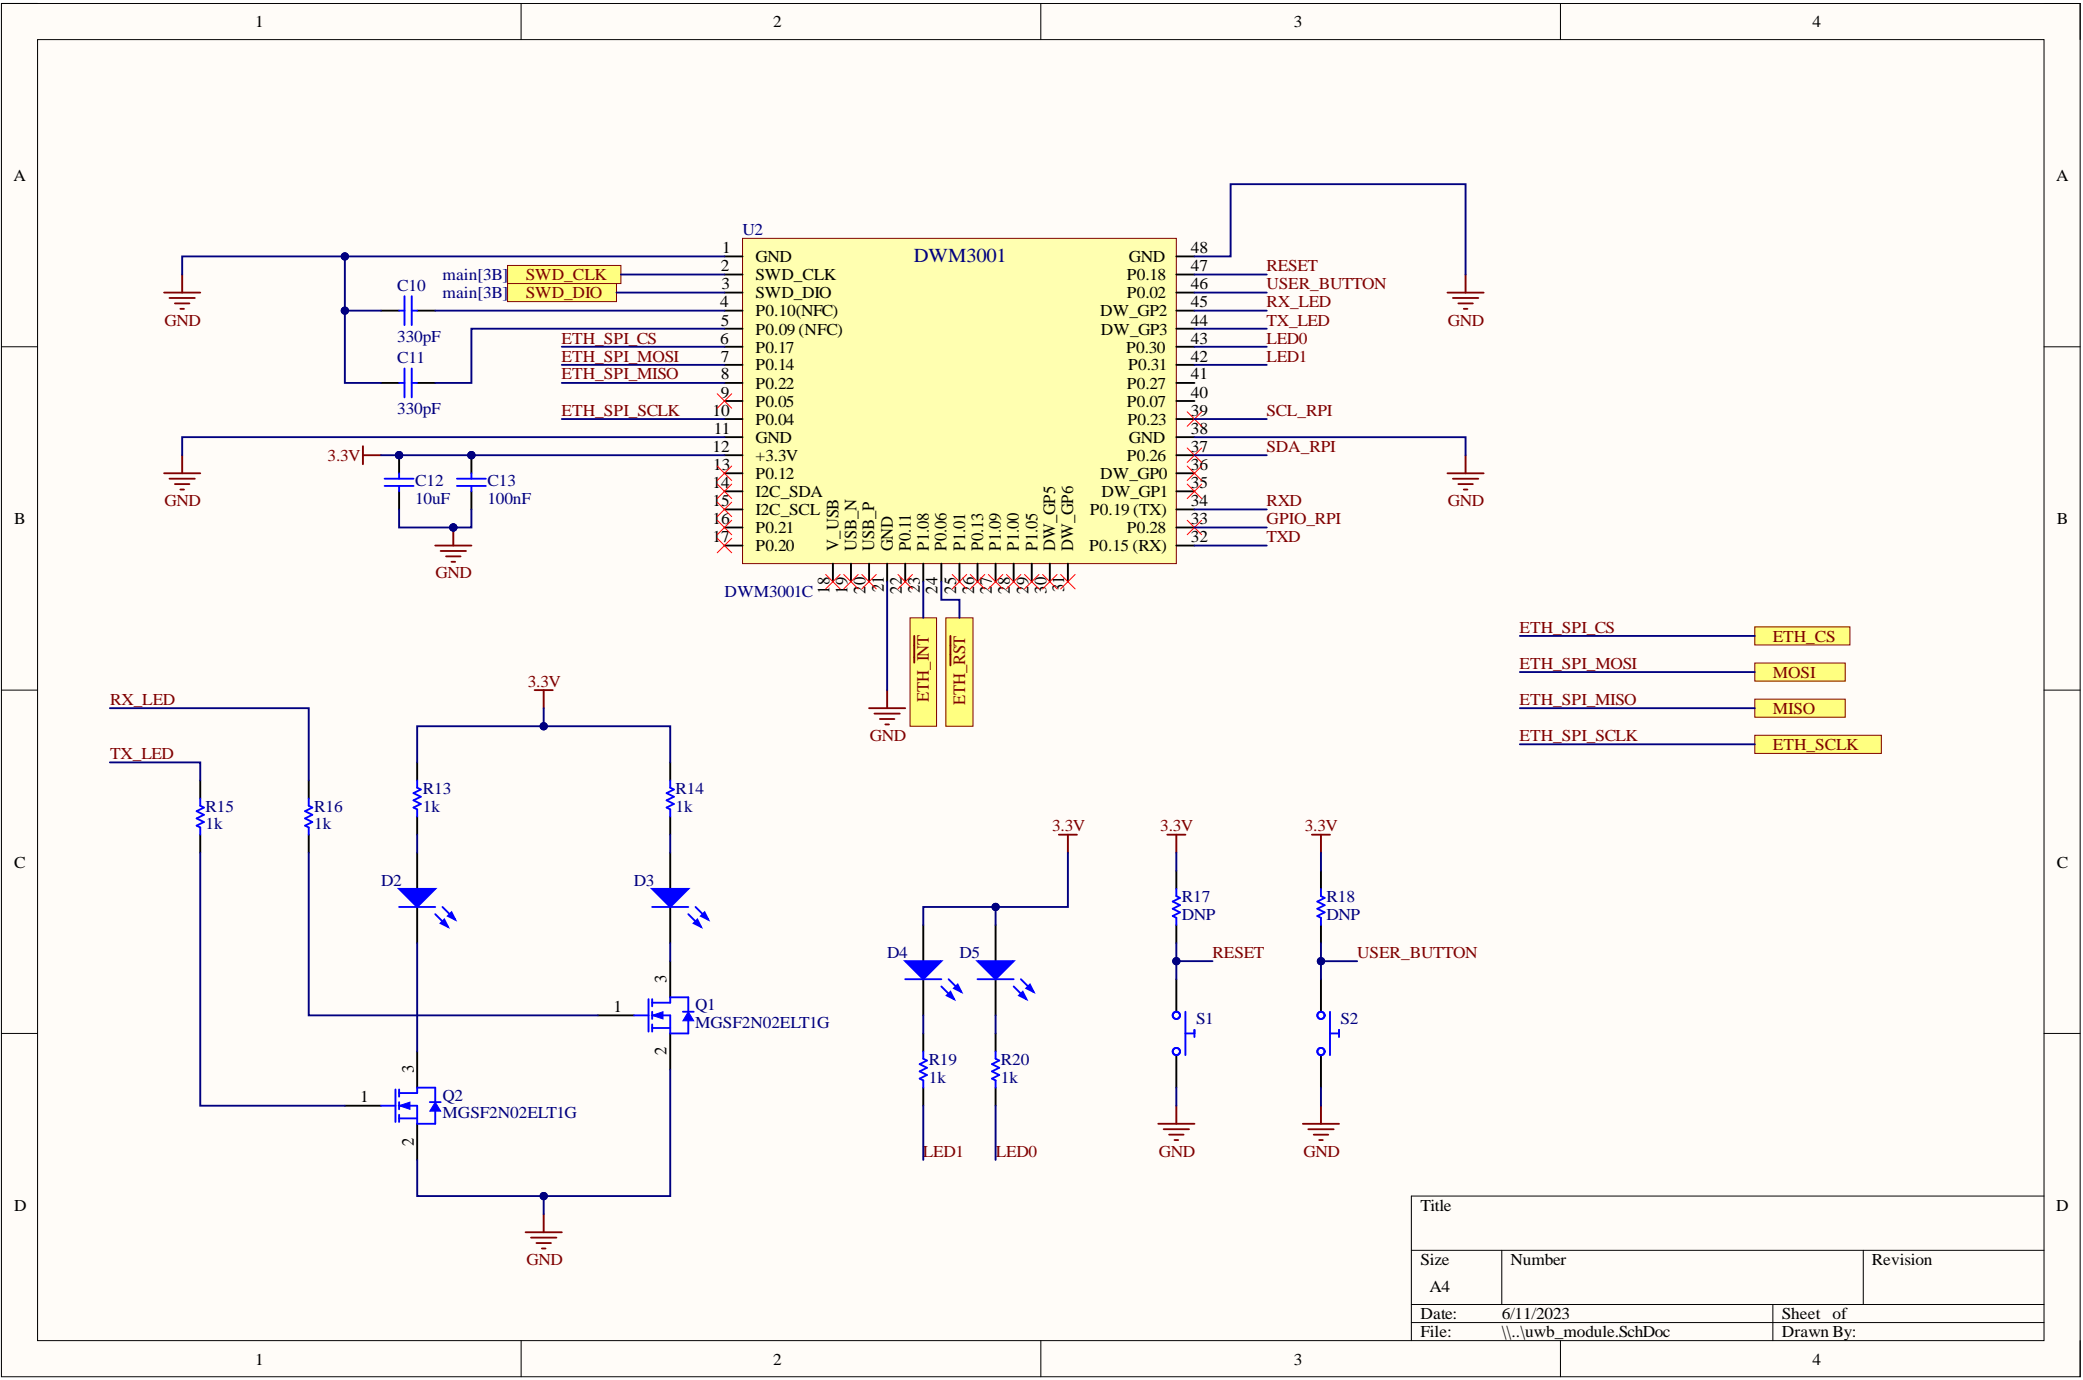 1 2 3 4
A A
B B
C C
D D
1 2 3 4
U2
DWM3001
DWM3001C
1 GND
2 SWD_CLK
3 SWD_DIO
4 P0.10(NFC)
5 P0.09 (NFC)
6 P0.17
7 P0.14
8 P0.22
9 P0.05
10 P0.04
11 GND
12 +3.3V
13 P0.12
14 I2C_SDA
15 I2C_SCL
16 P0.21
17 P0.20
18 V_USB
19 USB_N
20 USB_P
21 GND
22 P0.11
23 P1.08
24 P0.06
25 P1.01
26 P0.13
27 P1.09
28 P1.00
29 P1.05
30 DW_GP5
31 DW_GP6
GND 48
P0.18 47 RESET
P0.02 46 USER_BUTTON
DW_GP2 45 RX_LED
DW_GP3 44 TX_LED
P0.30 43 LED0
P0.31 42 LED1
P0.27 41
P0.07 40
P0.23 39 SCL_RPI
GND 38
P0.26 37 SDA_RPI
DW_GP0 36
DW_GP1 35
P0.19 (TX) 34 RXD
P0.28 33 GPIO_RPI
P0.15 (RX) 32 TXD
main[3B] SWD_CLK
main[3B] SWD_DIO
C10
330pF
C11
330pF
GND
ETH_SPI_CS
ETH_SPI_MOSI
ETH_SPI_MISO
ETH_SPI_SCLK
GND
3.3V
C12
10uF
C13
100nF
GND
GND
GND
GND
ETH_INT
ETH_RST
ETH_SPI_CS ETH_CS
ETH_SPI_MOSI MOSI
ETH_SPI_MISO MISO
ETH_SPI_SCLK ETH_SCLK
RX_LED
TX_LED
3.3V
R15
1k
R16
1k
R13
1k
R14
1k
D2
D3
3
1
2
Q1
MGSF2N02ELT1G
3
1
2
Q2
MGSF2N02ELT1G
GND
3.3V
D4
D5
R19
1k
R20
1k
LED1
LED0
3.3V
R17
DNP
RESET
S1
GND
3.3V
R18
DNP
USER_BUTTON
S2
GND
Title
Size Number Revision
A4
Date: 6/11/2023 Sheet of
File: \\..\uwb_module.SchDoc Drawn By: